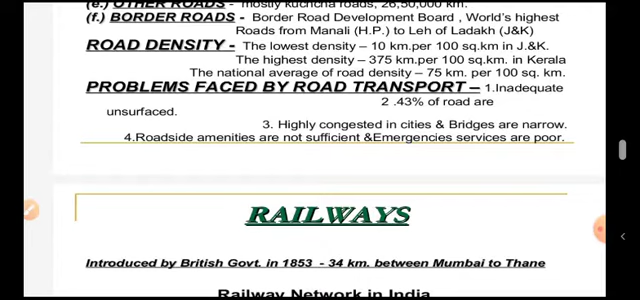 (e.) OTHER ROADS - mostly kuchcha roads, 26,50,000 km.
(f.) BORDER ROADS - Border Road Development Board , World's highest
Roads from Manali (H.P.) to Leh of Ladakh (J&K)
ROAD DENSITY - The lowest density – 10 km.per 100 sq.km in J.&K.
The highest density – 375 km.per 100 sq.km. in Kerala
The national average of road density – 75 km. per 100 sq. km.
PROBLEMS FACED BY ROAD TRANSPORT – 1.Inadequate
2 .43% of road are
unsurfaced.
3. Highly congested in cities & Bridges are narrow.
4.Roadside amenities are not sufficient &Emergencies services are poor.
RAILWAYS
Introduced by British Govt. in 1853 - 34 km. between Mumbai to Thane
Railway Network in India